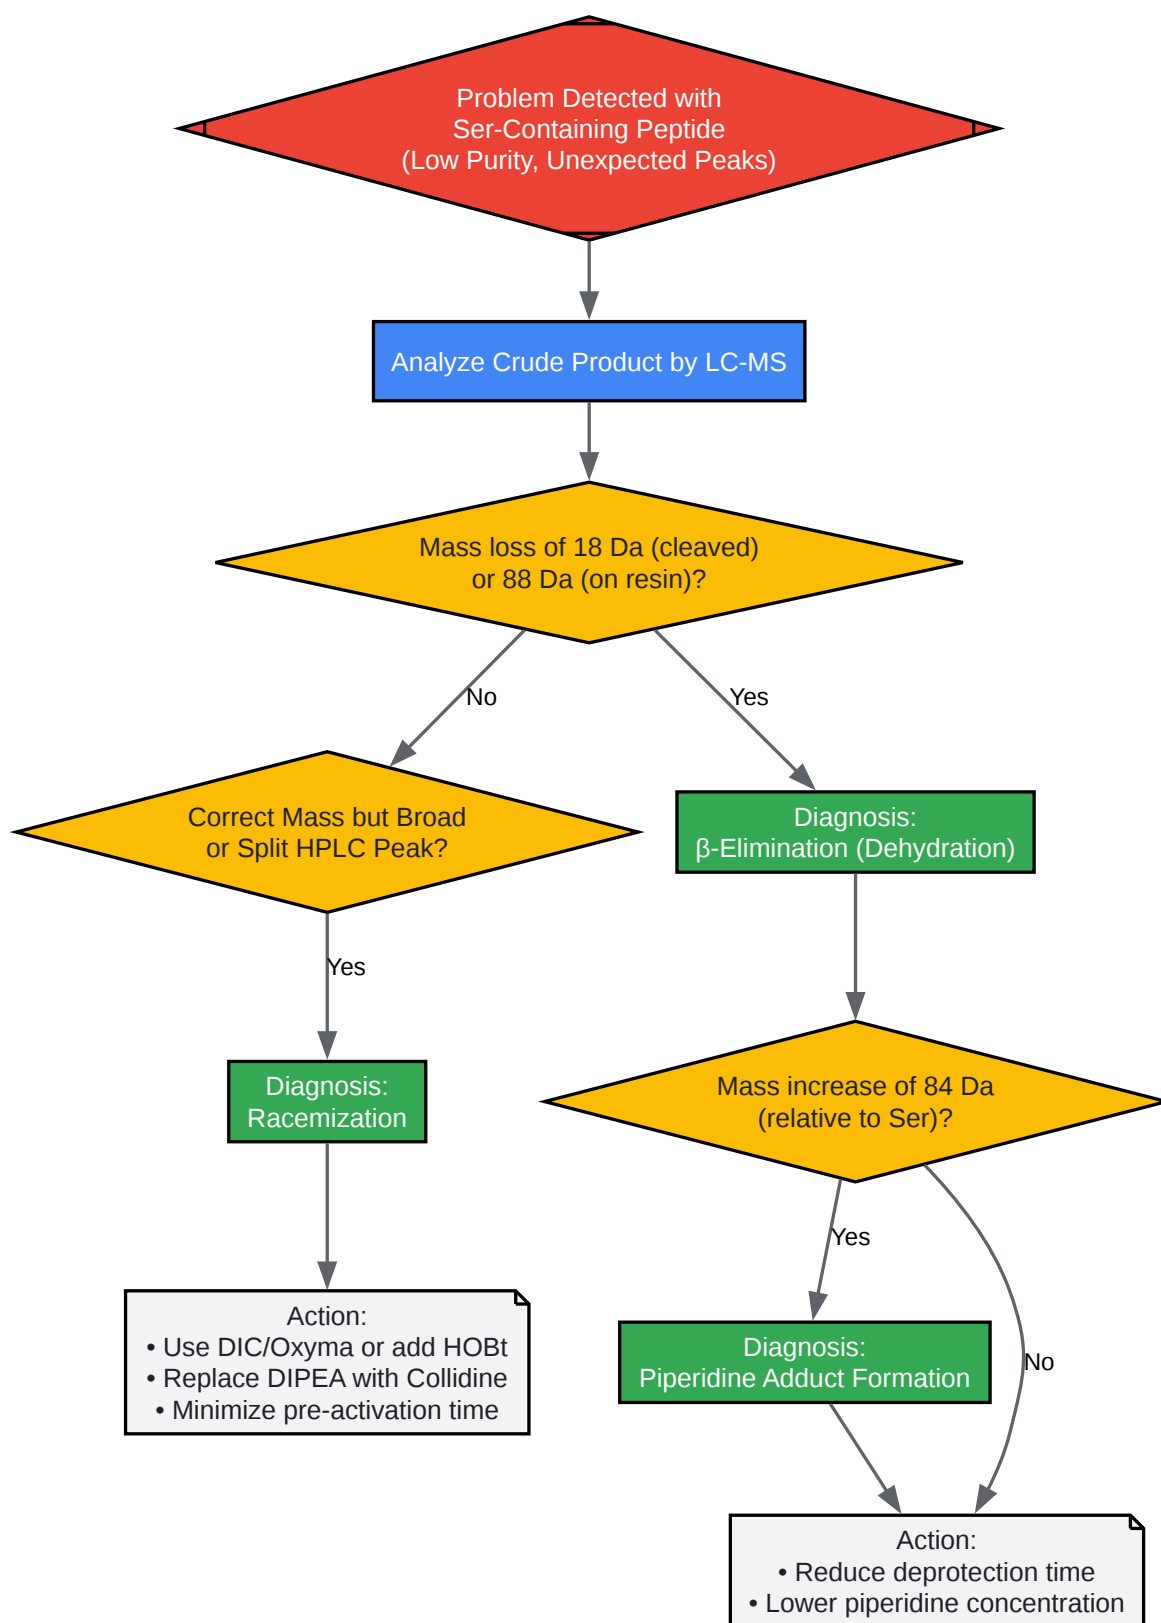 Problem Detected with
Ser-Containing Peptide
(Low Purity, Unexpected Peaks)
Analyze Crude Product by LC-MS
Mass loss of 18 Da (cleaved)
or 88 Da (on resin)?
No
Yes
Correct Mass but Broad
or Split HPLC Peak?
Diagnosis:
β-Elimination (Dehydration)
Yes
Diagnosis:
Racemization
Mass increase of 84 Da
(relative to Ser)?
Yes
No
Action:
• Use DIC/Oxyma or add HOBt
• Replace DIPEA with Collidine
• Minimize pre-activation time
Diagnosis:
Piperidine Adduct Formation
Action:
• Reduce deprotection time
• Lower piperidine concentration